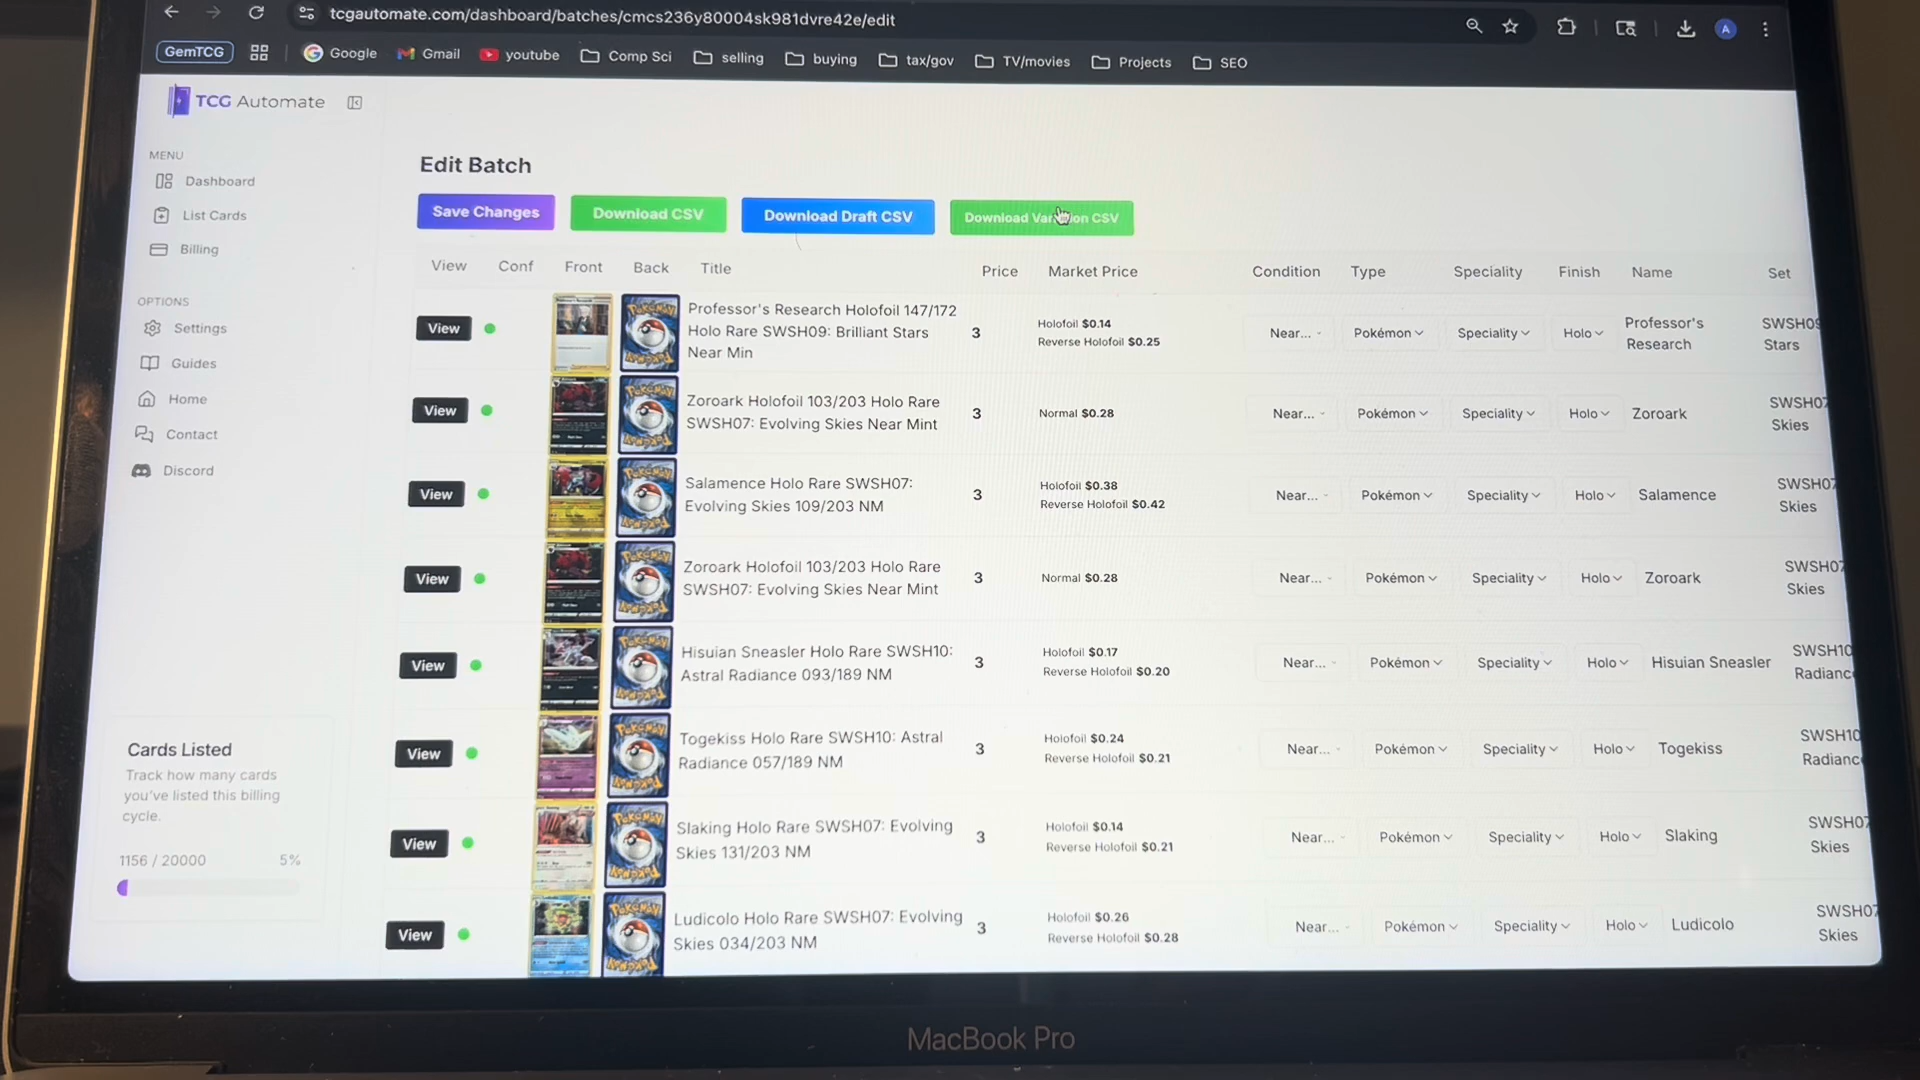 tcgautomate.com/dashboard/batches/cmcs236y80004sk981dvre42e/edit
A
GemTCG
Google
Gmail
youtube
Comp Sci
selling
buying
tax/gov
TV/movies
Projects
SEO
TCG Automate
MENU
Dashboard
List Cards
Billing
OPTIONS
Settings
Guides
Home
Contact
Discord
Cards Listed
Track how many cards
you've listed this billing
cycle.
1156 / 20000 5%
Edit Batch
Save Changes
Download CSV
Download Draft CSV
Download CSV
View Conf Front Back Title Price Market Price Condition Type Speciality Finish Name Set
View
Professor's Research Holofoil 147/172
Holo Rare SWSH09: Brilliant Stars
Near Min
3
Holofoil $0.14
Reverse Holofoil $0.25
Near... Pokémon Speciality Holo
Professor's
Research
SWSH09
Stars
View
Zoroark Holofoil 103/203 Holo Rare
SWSH07: Evolving Skies Near Mint
3
Normal $0.28
Near... Pokémon Speciality Holo
Zoroark
SWSH07
Skies
View
Salamence Holo Rare SWSH07:
Evolving Skies 109/203 NM
3
Holofoil $0.38
Reverse Holofoil $0.42
Near... Pokémon Speciality Holo
Salamence
SWSH07
Skies
View
Zoroark Holofoil 103/203 Holo Rare
SWSH07: Evolving Skies Near Mint
3
Normal $0.28
Near... Pokémon Speciality Holo
Zoroark
SWSH07
Skies
View
Hisuian Sneasler Holo Rare SWSH10:
Astral Radiance 093/189 NM
3
Holofoil $0.17
Reverse Holofoil $0.20
Near... Pokémon Speciality Holo
Hisuian Sneasler
SWSH10
Radianc
View
Togekiss Holo Rare SWSH10: Astral
Radiance 057/189 NM
3
Holofoil $0.24
Reverse Holofoil $0.21
Near... Pokémon Speciality Holo
Togekiss
SWSH10
Radianc
View
Slaking Holo Rare SWSH07: Evolving
Skies 131/203 NM
3
Holofoil $0.14
Reverse Holofoil $0.21
Near... Pokémon Speciality Holo
Slaking
SWSH07
Skies
View
Ludicolo Holo Rare SWSH07: Evolving
Skies 034/203 NM
3
Holofoil $0.26
Reverse Holofoil $0.28
Near... Pokémon Speciality Holo
Ludicolo
SWSH07
Skies
MacBook Pro